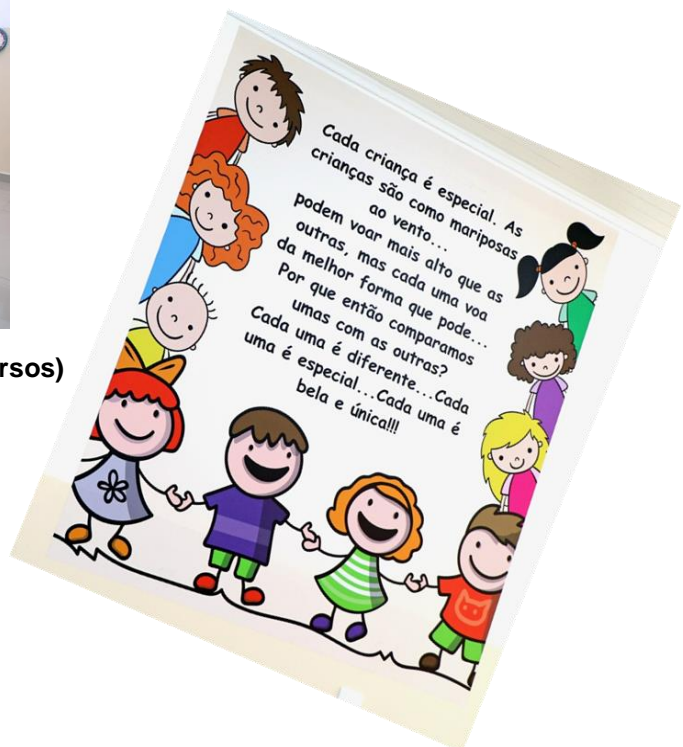 rsos)
Cada criança é especial. As
crianças são como mariposas
ao vento...
podem voar mais alto que as
outras, mas cada uma voa
da melhor forma que pode...
Por que então comparamos
umas com as outras?
Cada uma é diferente...Cada
uma é especial...Cada uma é
bela e única!!!